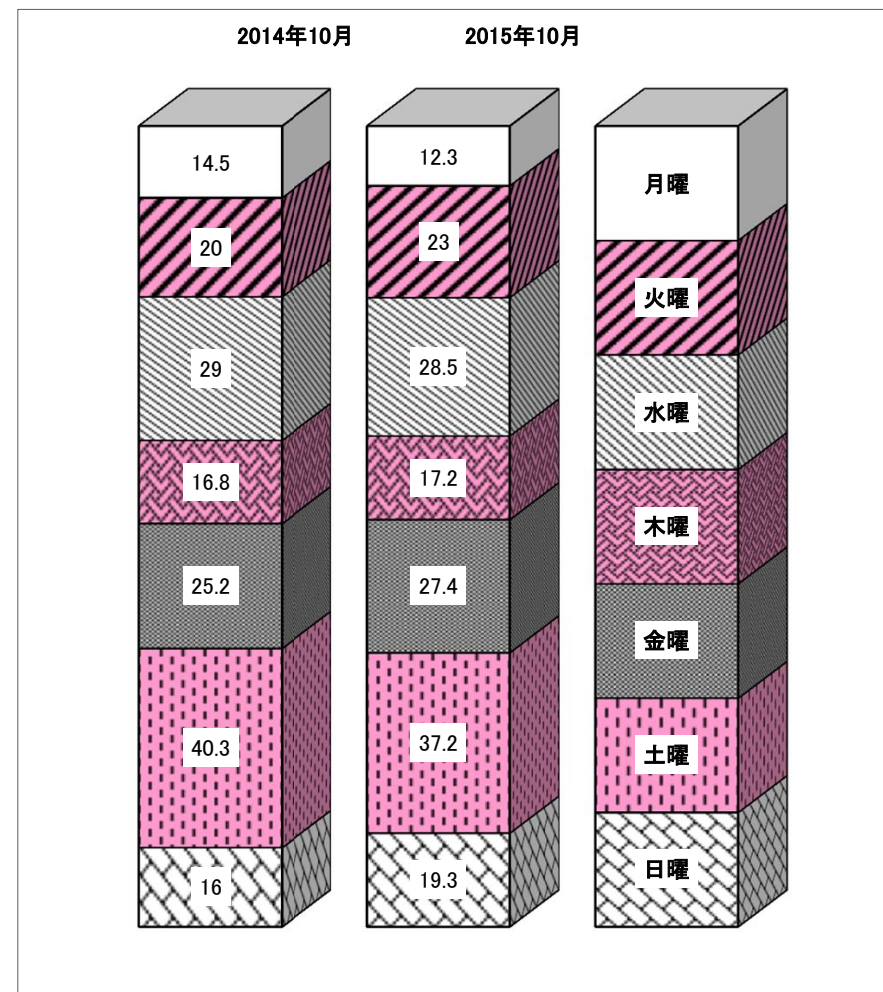 2014年10月 2015年10月
14.5 12.3 月曜
20 23 火曜
29 28.5 水曜
16.8 17.2 木曜
25.2 27.4 金曜
40.3 37.2 土曜
16 19.3 日曜